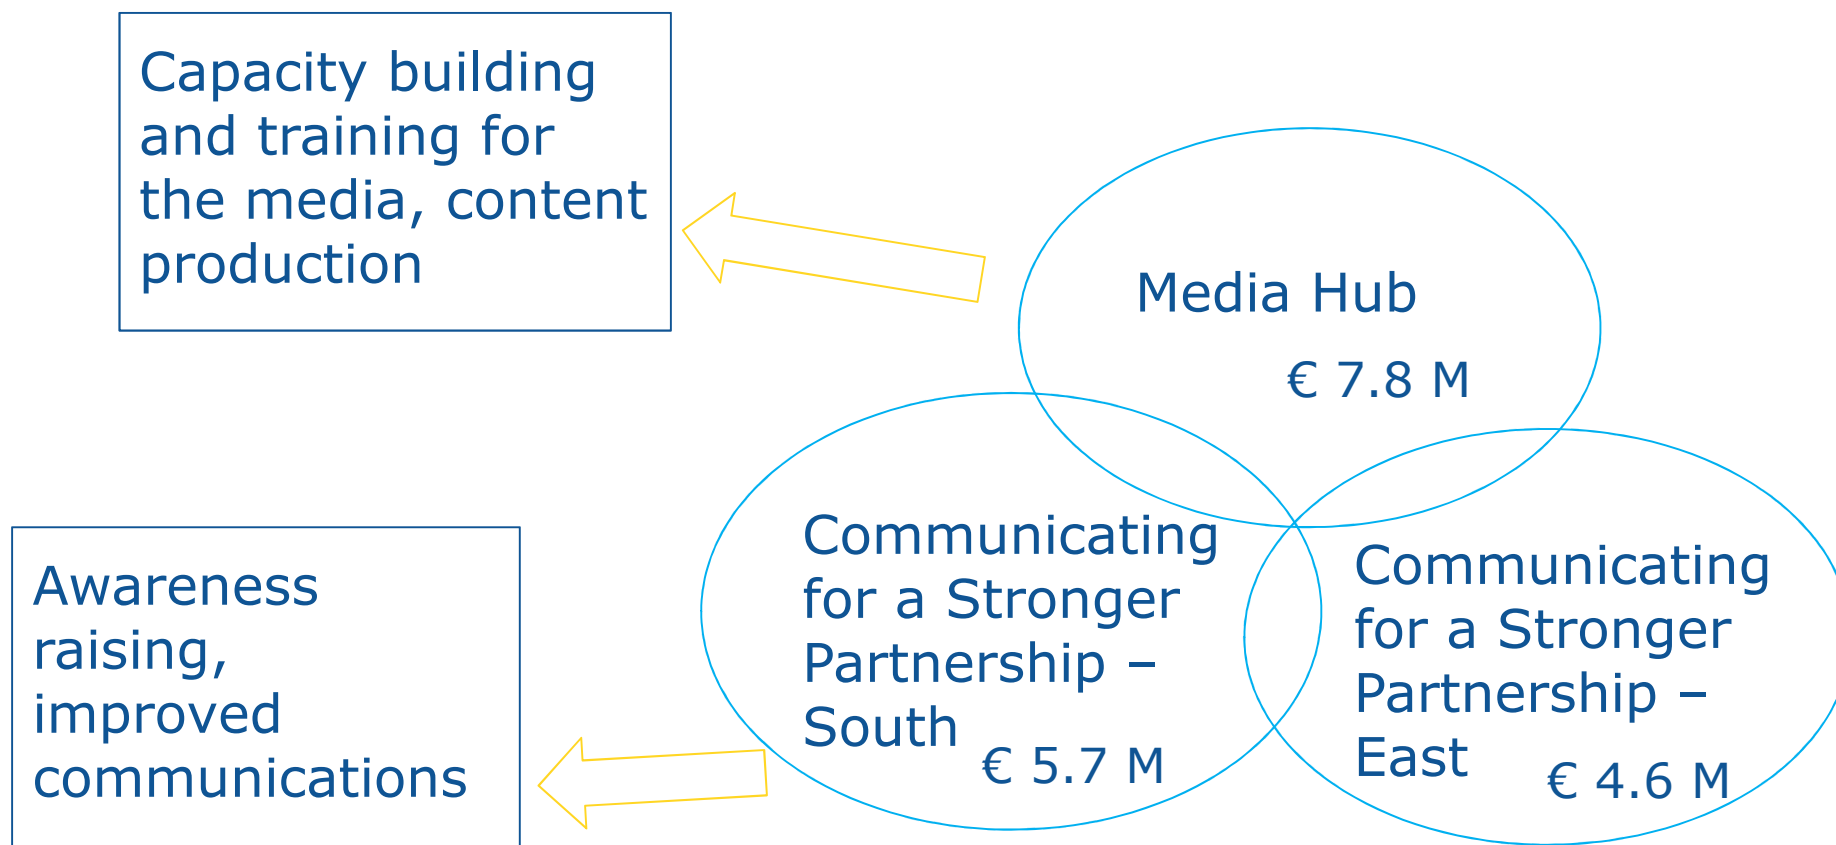 Capacity building
and training for
the media, content
production
Media Hub
€ 7.8 M
Awareness
raising,
improved
communications
Communicating
for a Stronger
Partnership –
South
€ 5.7 M
Communicating
for a Stronger
Partnership –
East
€ 4.6 M